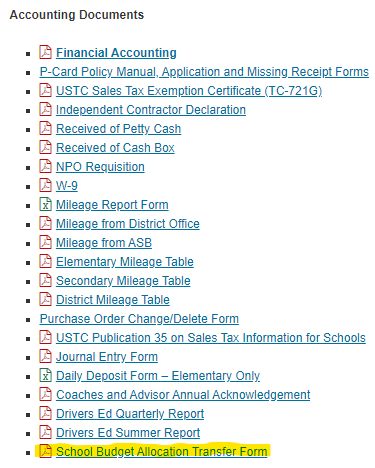 Accounting Documents
Financial Accounting
P-Card Policy Manual, Application and Missing Receipt Forms
USTC Sales Tax Exemption Certificate (TC-721G)
Independent Contractor Declaration
Received of Petty Cash
Received of Cash Box
NPO Requisition
W-9
Mileage Report Form
Mileage from District Office
Mileage from ASB
Elementary Mileage Table
Secondary Mileage Table
District Mileage Table
Purchase Order Change/Delete Form
USTC Publication 35 on Sales Tax Information for Schools
Journal Entry Form
Daily Deposit Form – Elementary Only
Coaches and Advisor Annual Acknowledgement
Drivers Ed Quarterly Report
Drivers Ed Summer Report
School Budget Allocation Transfer Form